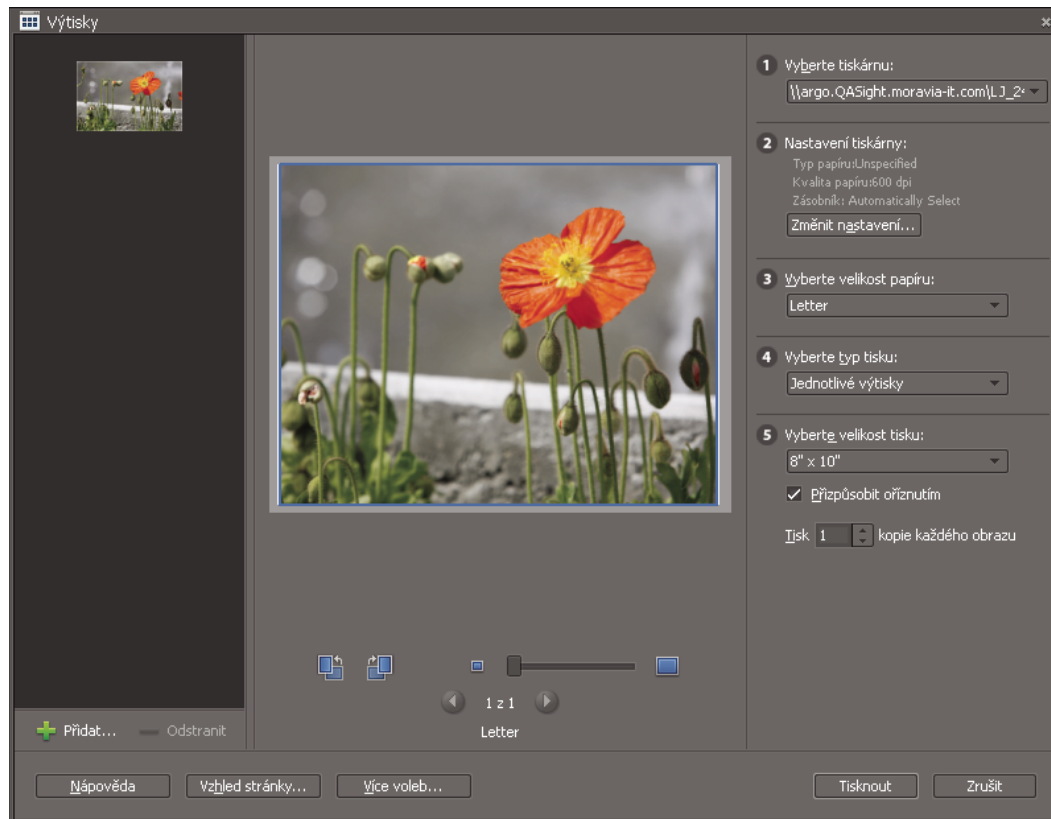 Výtisky
1 Vyberte tiskárnu:
\\argo.QASight.moravia-it.com\LJ_24
2 Nastavení tiskárny:
Typ papíru:Unspecified
Kvalita papíru:600 dpi
Zásobník: Automatically Select
Změnit nastavení...
3 Vyberte velikost papíru:
Letter
4 Vyberte typ tisku:
Jednotlivé výtisky
5 Vyberte velikost tisku:
8" x 10"
Přizpůsobit oříznutím
Tisk 1 kopie každého obrazu
1 z 1
Letter
Přidat... Odstranit
Nápověda Vzhled stránky... Více voleb... Tisknout Zrušit